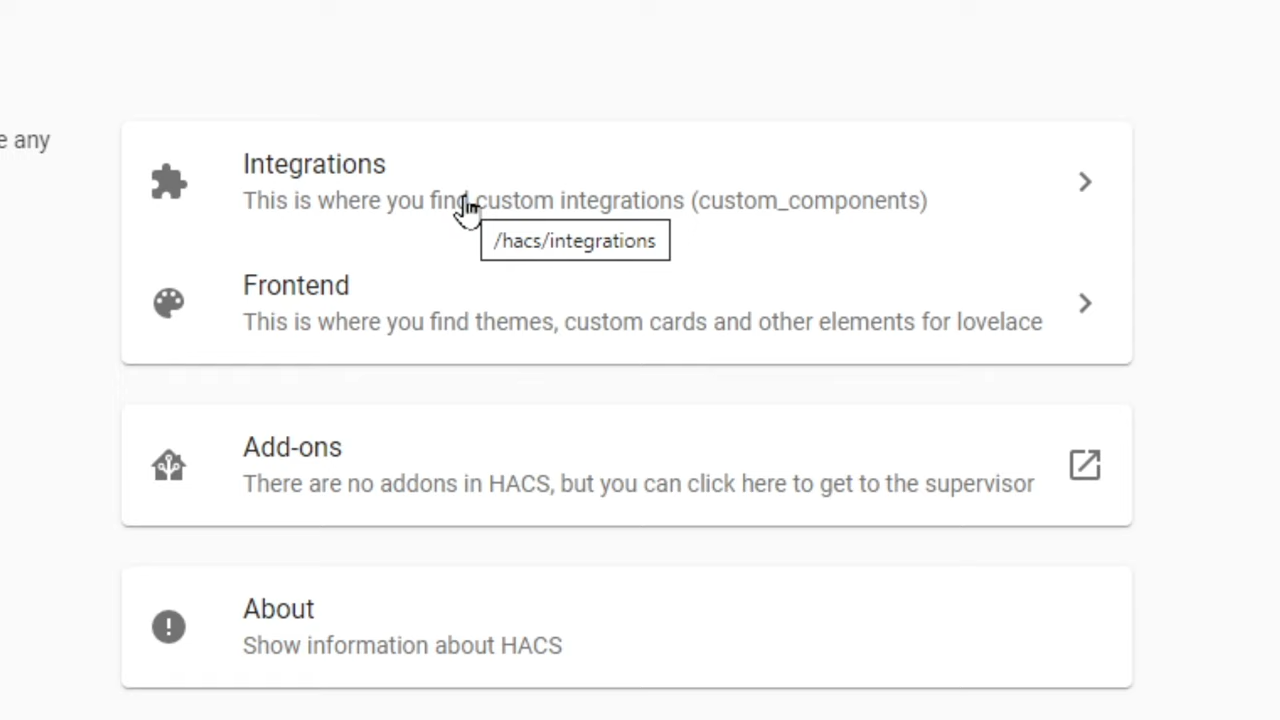 e any
Integrations
This is where you find custom integrations (custom_components)
/hacs/integrations
Frontend
This is where you find themes, custom cards and other elements for lovelace
Add-ons
There are no addons in HACS, but you can click here to get to the supervisor
About
Show information about HACS